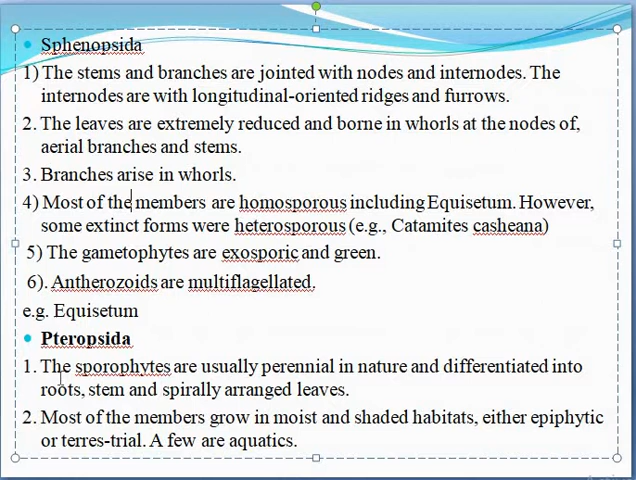 • Sphenopsida
1) The stems and branches are jointed with nodes and internodes. The
internodes are with longitudinal-oriented ridges and furrows.
2. The leaves are extremely reduced and borne in whorls at the nodes of,
aerial branches and stems.
3. Branches arise in whorls.
4) Most of the members are homosporous including Equisetum. However,
some extinct forms were heterosporous (e.g., Catamites casheana)
5) The gametophytes are exosporic and green.
6). Antherozoids are multiflagellated.
e.g. Equisetum
• Pteropsida
1. The sporophytes are usually perennial in nature and differentiated into
roots, stem and spirally arranged leaves.
2. Most of the members grow in moist and shaded habitats, either epiphytic
or terres-trial. A few are aquatics.